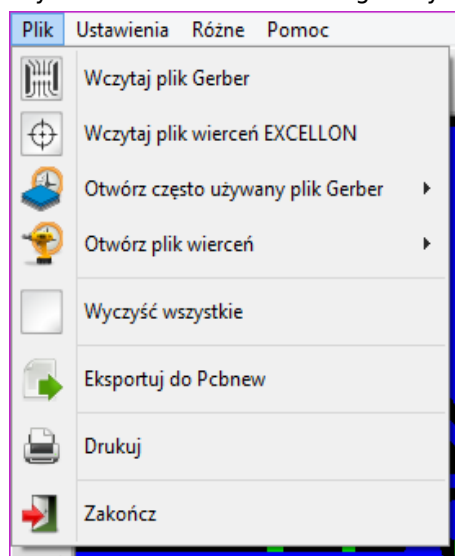 Plik Ustawienia Różne Pomoc
Wczytaj plik Gerber
Wczytaj plik wierceń EXCELLON
Otwórz często używany plik Gerber
Otwórz plik wierceń
Wyczyść wszystkie
Eksportuj do Pcbnew
Drukuj
Zakończ